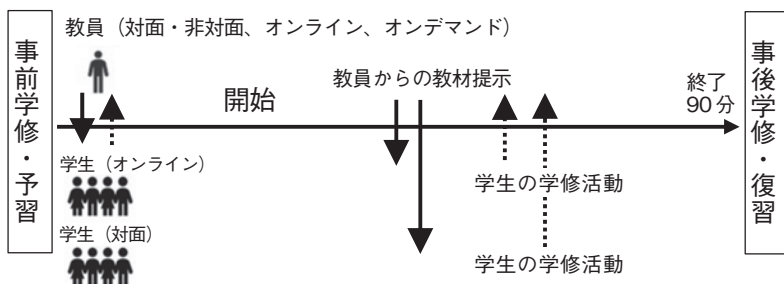 事前学修・予習
教員（対面・非対面、オンライン、オンデマンド）
開始
教員からの教材提示
終了
90分
学生（オンライン）
学生（対面）
学生の学修活動
学生の学修活動
事後学修・復習